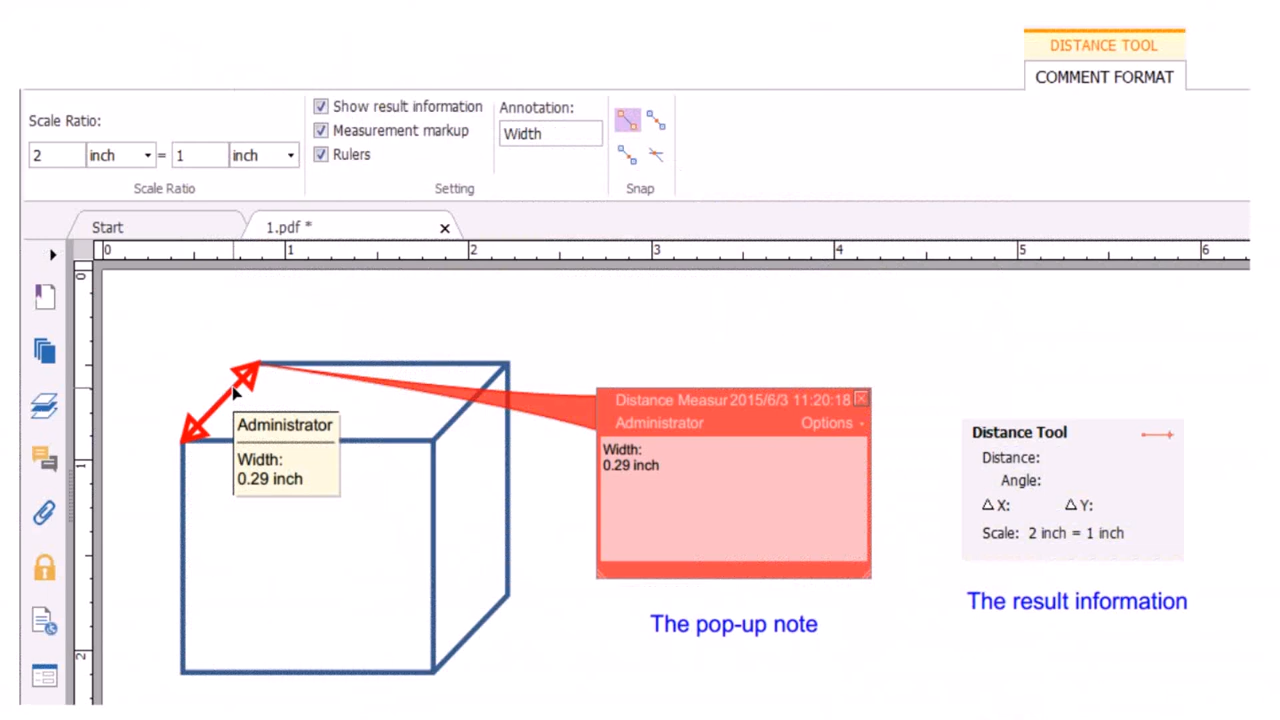 DISTANCE TOOL
COMMENT FORMAT
Scale Ratio:
2 inch = 1 inch
Scale Ratio
Show result information
Measurement markup
Rulers
Setting
Annotation:
Width
Snap
Start
1.pdf *
0 1 2 3 4 5 6
0
1
2
Administrator
Width:
0.29 inch
Distance Measur 2015/6/3 11:20:18
Administrator Options
Width:
0.29 inch
The pop-up note
Distance Tool
Distance:
Angle:
△ X: △ Y:
Scale: 2 inch = 1 inch
The result information